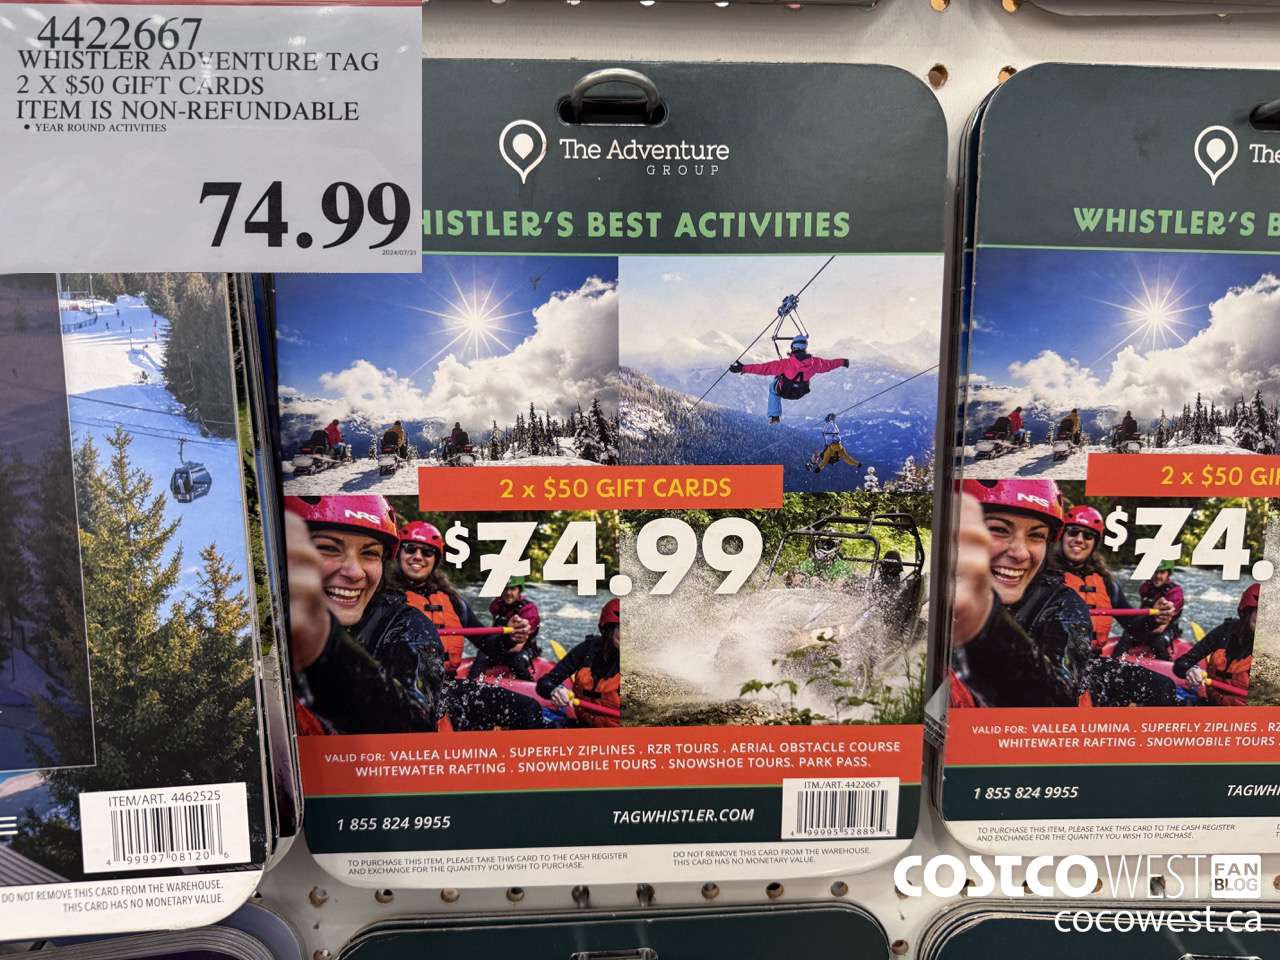 4422667
WHISTLER ADVENTURE TAG
2 X $50 GIFT CARDS
ITEM IS NON-REFUNDABLE
• YEAR ROUND ACTIVITIES
74.99
2024/07/21
The Adventure
GROUP
HISTLER'S BEST ACTIVITIES
2 x $50 GIFT CARDS
$74.99
NRS
VALID FOR: VALLEA LUMINA . SUPERFLY ZIPLINES . RZR TOURS . AERIAL OBSTACLE COURSE
WHITEWATER RAFTING . SNOWMOBILE TOURS . SNOWSHOE TOURS. PARK PASS.
1 855 824 9955
TAGWHISTLER.COM
ITM./ART. 4422667
4 99995 52889 5
TO PURCHASE THIS ITEM, PLEASE TAKE THIS CARD TO THE CASH REGISTER
AND EXCHANGE FOR THE QUANTITY YOU WISH TO PURCHASE.
DO NOT REMOVE THIS CARD FROM THE WAREHOUSE.
THIS CARD HAS NO MONETARY VALUE.
ITEM/ART. 4462525
4 99997 08120 6
DO NOT REMOVE THIS CARD FROM THE WAREHOUSE.
THIS CARD HAS NO MONETARY VALUE.
The
WHISTLER'S B
2 x $50 GI
$74.
NRS
VALID FOR: VALLEA LUMINA . SUPERFLY ZIPLINES . R
WHITEWATER RAFTING . SNOWMOBILE TOURS
1 855 824 9955
TAGWH
TO PURCHASE THIS ITEM, PLEASE TAKE THIS CARD TO THE CASH REGISTER
AND EXCHANGE FOR THE QUANTITY YOU WISH TO PURCHASE.
COSTCO WEST FAN BLOG
cocowest.ca